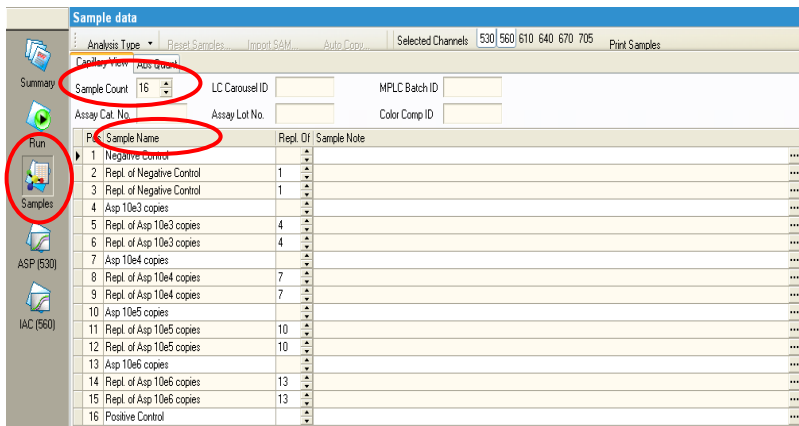 Sample data
Analysis Type Reset Samples... Import SAM... Auto Copy... Selected Channels 530 560 610 640 670 705 Print Samples
Capillary View Abs Quant
Sample Count 16 LC Carousel ID MPLC Batch ID
Assay Cat. No. Assay Lot No. Color Comp ID
Summary
Run
Samples
ASP (530)
IAC (560)
Pos Sample Name Repl. Of Sample Note
1 Negative Control
2 Repl. of Negative Control 1
3 Repl. of Negative Control 1
4 Asp 10e3 copies
5 Repl. of Asp 10e3 copies 4
6 Repl. of Asp 10e3 copies 4
7 Asp 10e4 copies
8 Repl. of Asp 10e4 copies 7
9 Repl. of Asp 10e4 copies 7
10 Asp 10e5 copies
11 Repl. of Asp 10e5 copies 10
12 Repl. of Asp 10e5 copies 10
13 Asp 10e6 copies
14 Repl. of Asp 10e6 copies 13
15 Repl. of Asp 10e6 copies 13
16 Positive Control